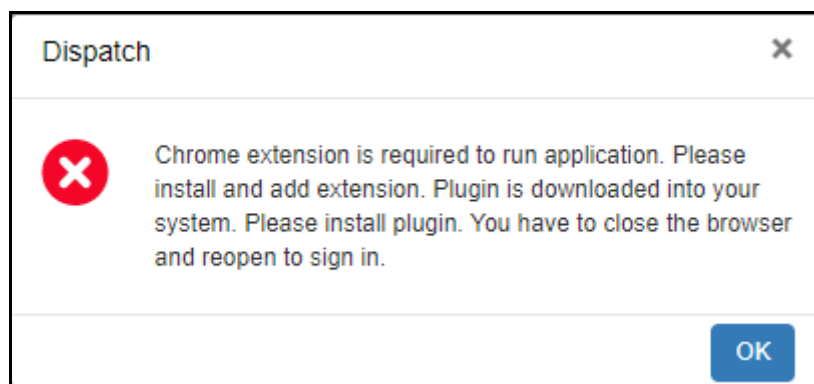 Dispatch
Chrome extension is required to run application. Please
install and add extension. Plugin is downloaded into your
system. Please install plugin. You have to close the browser
and reopen to sign in.
OK